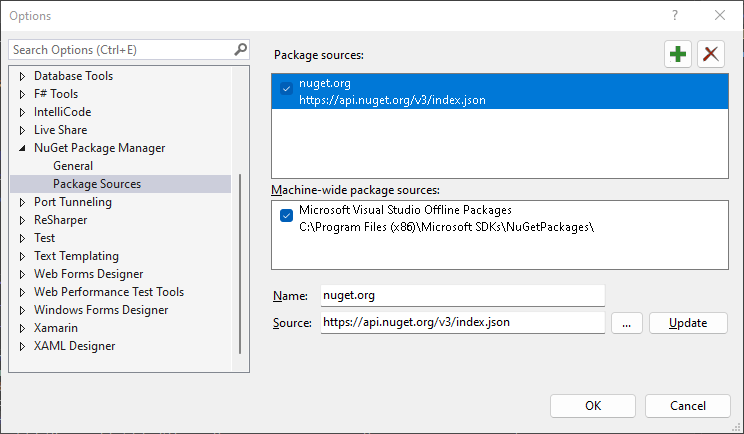 Options
?
Search Options (Ctrl+E)
Database Tools
F# Tools
IntelliCode
Live Share
NuGet Package Manager
General
Package Sources
Port Tunneling
ReSharper
Test
Text Templating
Web Forms Designer
Web Performance Test Tools
Windows Forms Designer
Xamarin
XAML Designer
Package sources:
nuget.org
https://api.nuget.org/v3/index.json
Machine-wide package sources:
Microsoft Visual Studio Offline Packages
C:\Program Files (x86)\Microsoft SDKs\NuGetPackages\
Name: nuget.org
Source: https://api.nuget.org/v3/index.json ... Update
OK Cancel